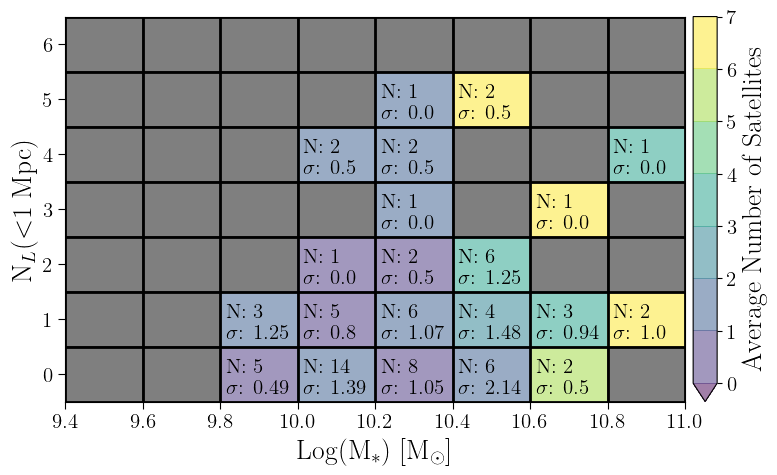 7
6
6
N: 1
N: 2
5
σ: 0.0
σ: 0.5
5
N: 2
N: 2
N: 1
4
σ: 0.5
σ: 0.5
σ: 0.0
4
N: 1
N: 1
3
σ: 0.0
σ: 0.0
3
N: 1
N: 2
N: 6
2
σ: 0.0
σ: 0.5
σ: 1.25
2
N: 3
N: 5
N: 6
N: 4
N: 3
N: 2
1
σ: 1.25
σ: 0.8
σ: 1.07
σ: 1.48
σ: 0.94
σ: 1.0
1
N: 5
N: 14
N: 8
N: 6
N: 2
0
σ: 0.49
σ: 1.39
σ: 1.05
σ: 2.14
σ: 0.5
0
9.4
9.6
9.8
10.0
10.2
10.4
10.6
10.8
11.0
Log(M*) [M⊙]
N_L(<1 Mpc)
Average Number of Satellites